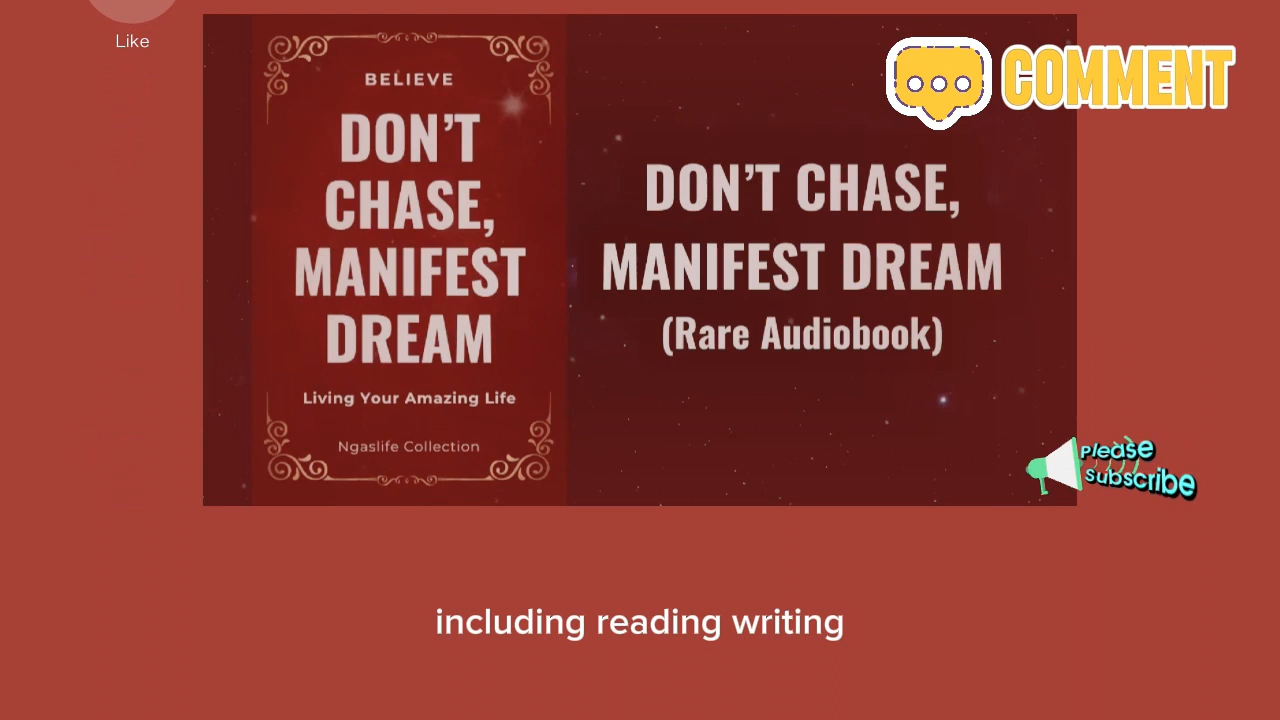 Like
BELIEVE
DON'T
CHASE,
MANIFEST
DREAM
Living Your Amazing Life
Ngaslife Collection
DON'T CHASE,
MANIFEST DREAM
(Rare Audiobook)
COMMENT
Please
Subscribe
including reading writing